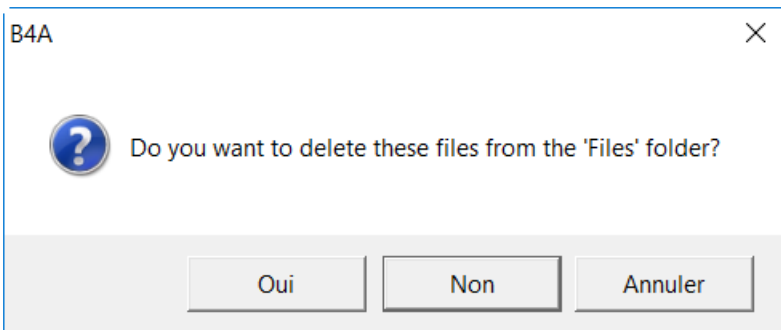 B4A
Do you want to delete these files from the 'Files' folder?
Oui Non Annuler